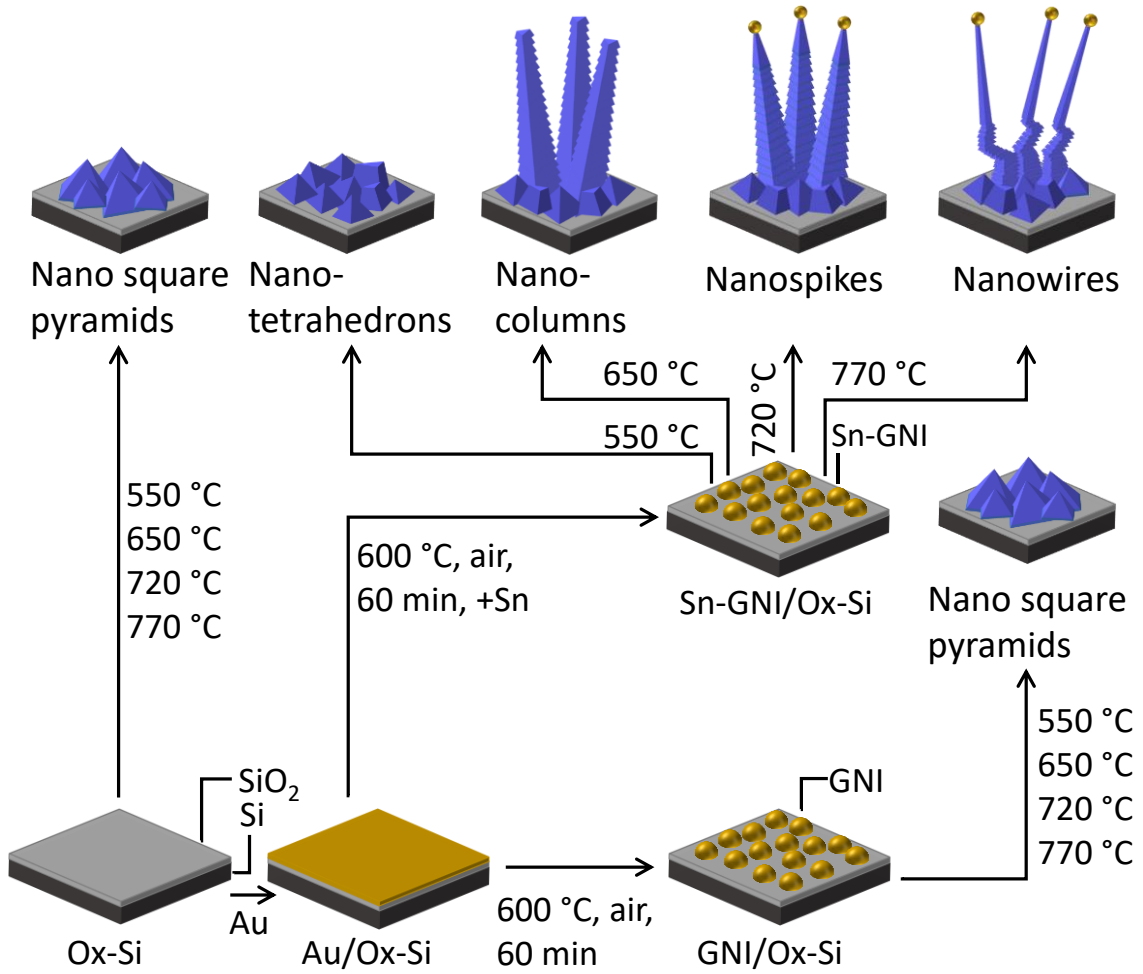 Nano square
pyramids
Nano-
tetrahedrons
Nano-
columns
Nanospikes
Nanowires
650 °C
720 °C
770 °C
550 °C
Sn-GNI
550 °C
650 °C
720 °C
770 °C
600 °C, air,
60 min, +Sn
Sn-GNI/Ox-Si
Nano square
pyramids
550 °C
650 °C
720 °C
770 °C
SiO₂
Si
GNI
Au
600 °C, air,
60 min
Ox-Si
Au/Ox-Si
GNI/Ox-Si